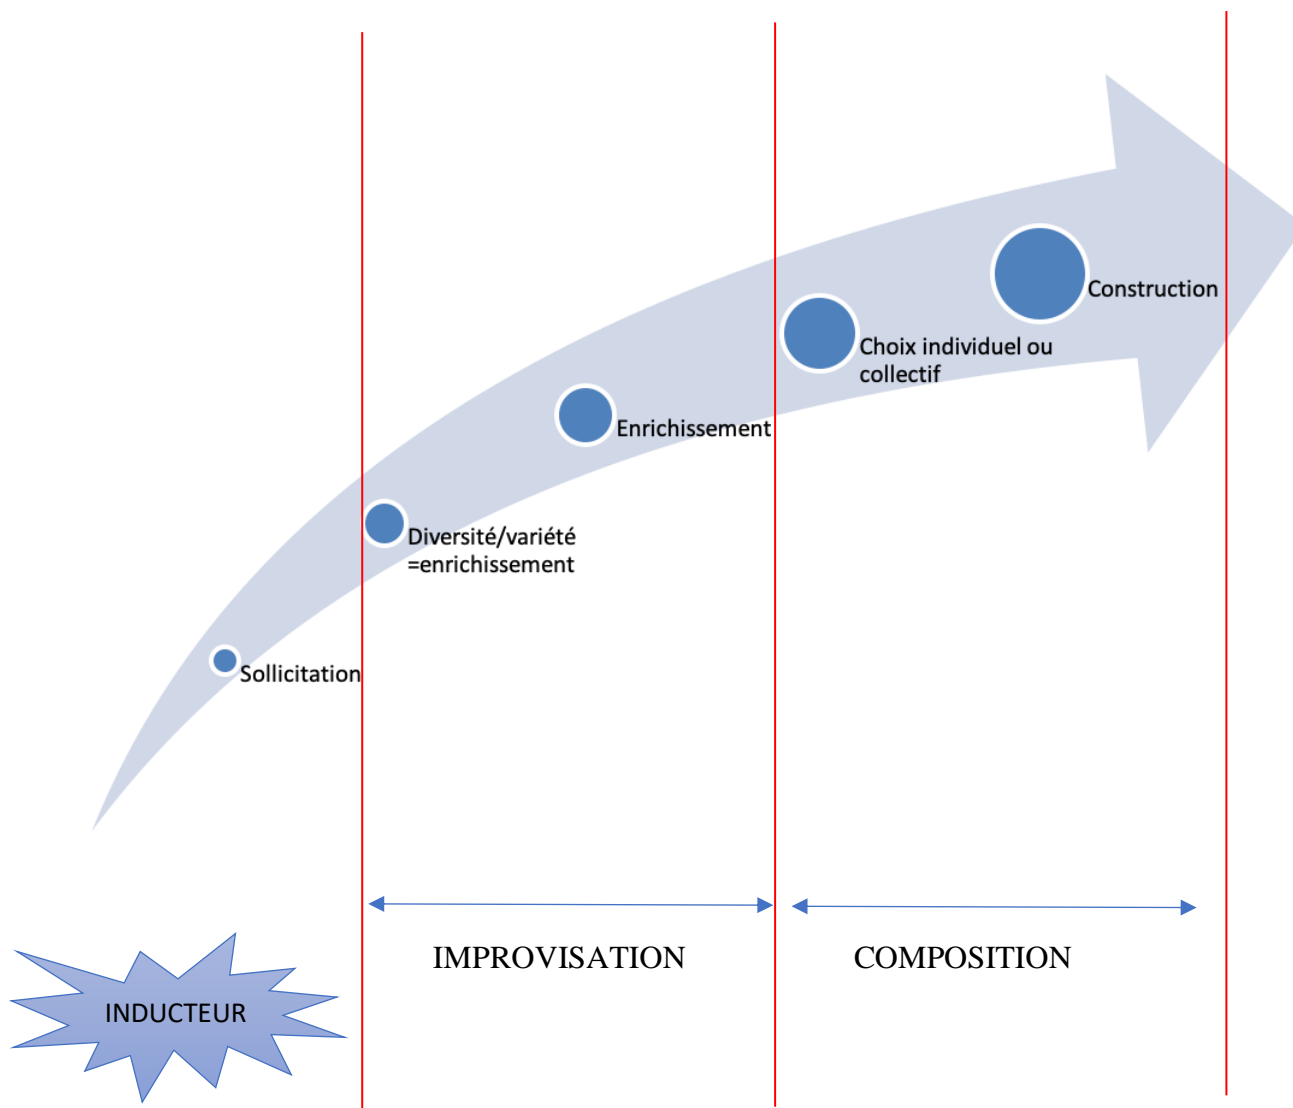 Construction
Choix individuel ou
collectif
Enrichissement
Diversité/variété
=enrichissement
Sollicitation
IMPROVISATION
COMPOSITION
INDUCTEUR